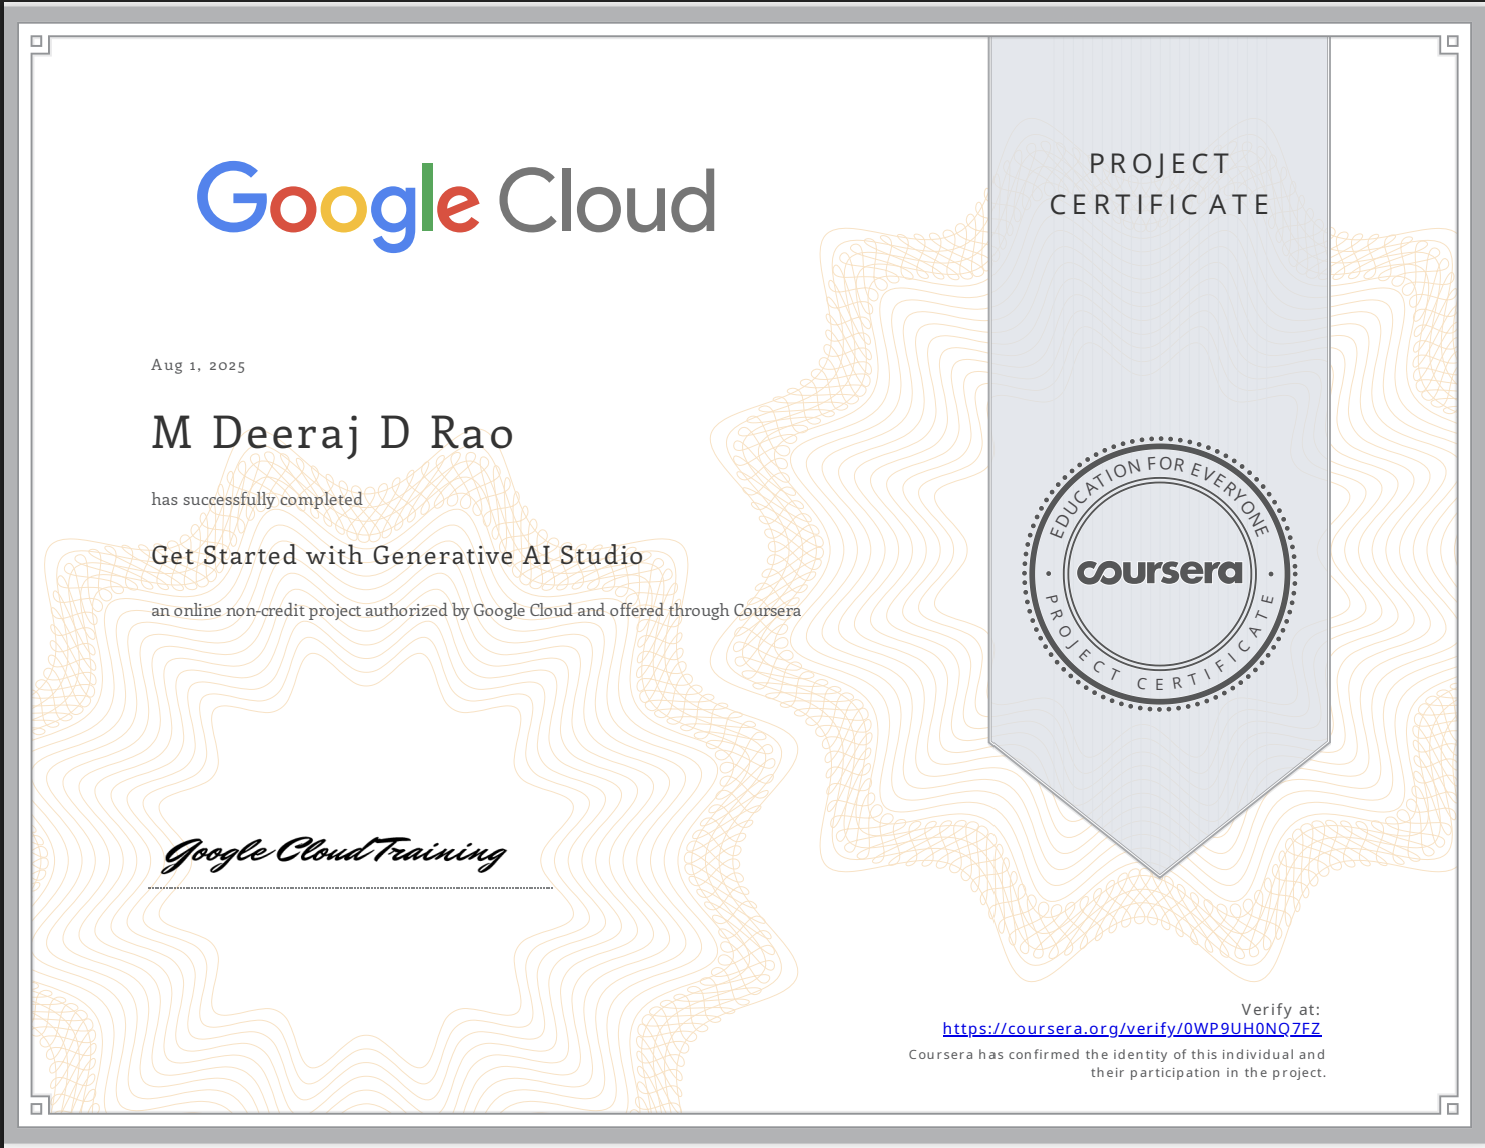 Google Cloud
PROJECT
CERTIFICATE
Aug 1, 2025
M Deeraj D Rao
has successfully completed
Get Started with Generative AI Studio
an online non-credit project authorized by Google Cloud and offered through Coursera
EDUCATION FOR EVERYONE
coursera
PROJECT CERTIFICATE
Google Cloud Training
Verify at:
https://coursera.org/verify/0WP9UH0NQ7FZ
Coursera has confirmed the identity of this individual and
their participation in the project.